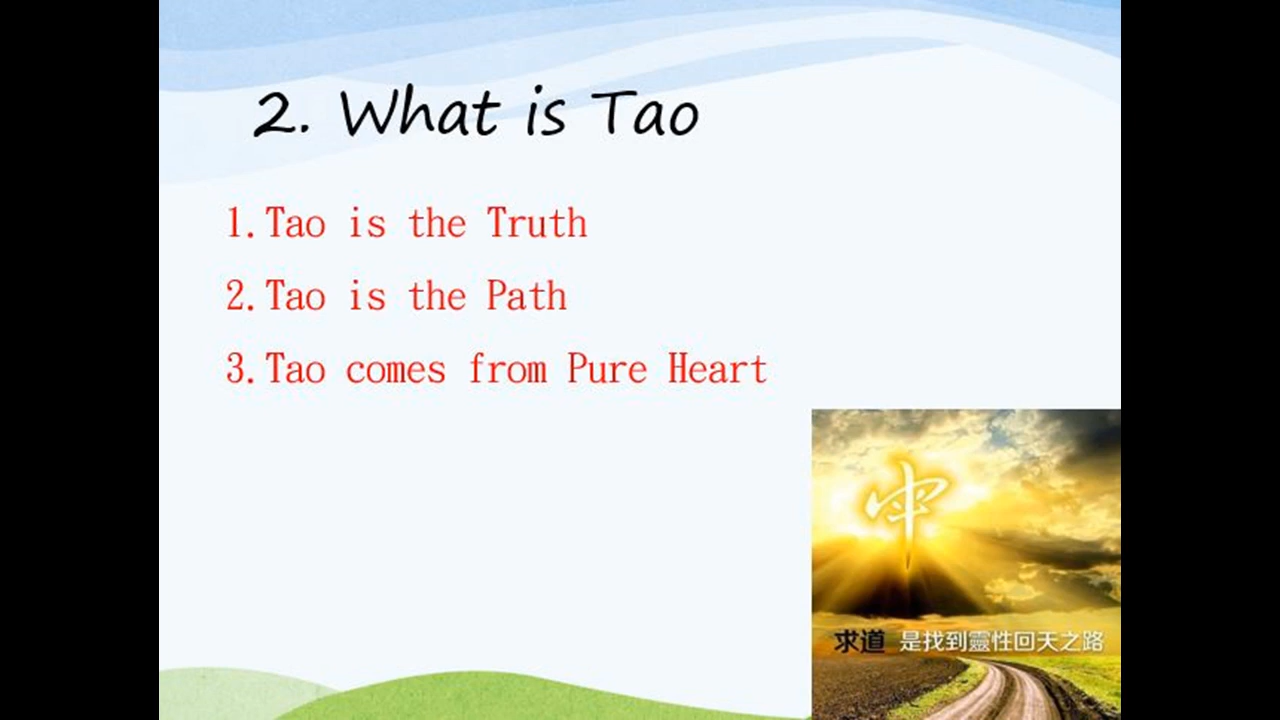 2. What is Tao
1. Tao is the Truth
2. Tao is the Path
3. Tao comes from Pure Heart
求道 是找到靈性回天之路